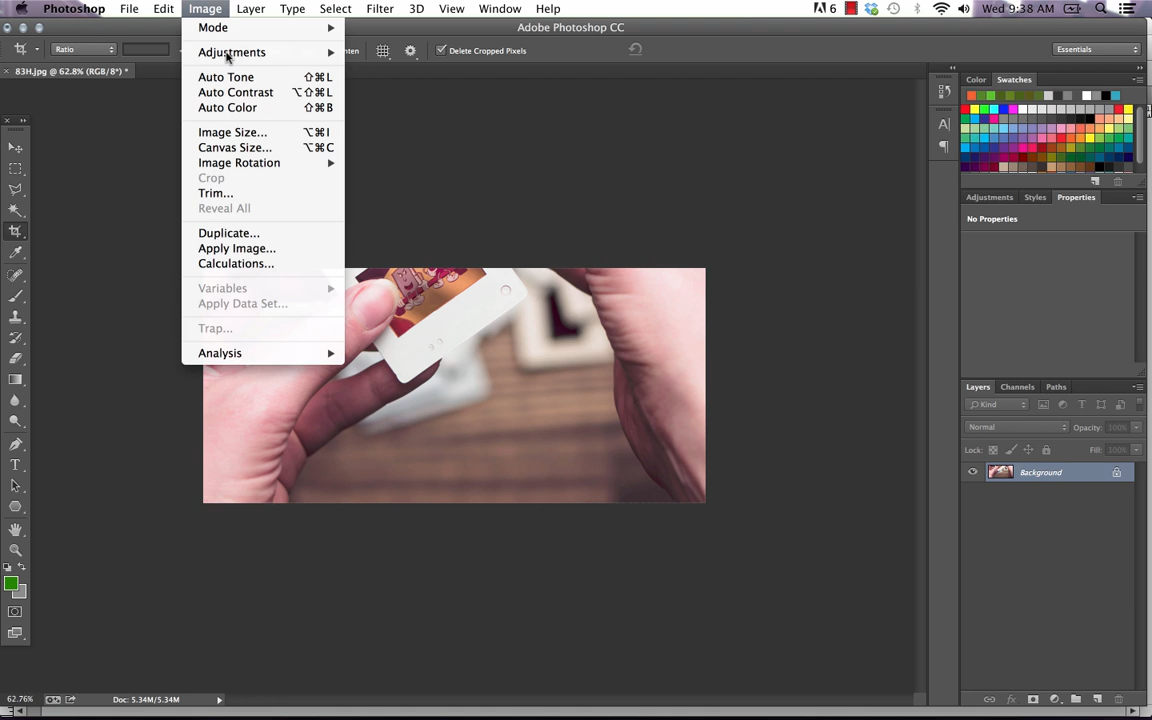 Photoshop File Edit Image Layer Type Select Filter 3D View Window Help 6 Wed 9:38 AM
Adobe Photoshop CC
Ratio Delete Cropped Pixels Essentials
83H.jpg @ 62.8% (RGB/8*) *
Mode
Adjustments
Auto Tone ⇧⌘L
Auto Contrast ⌥⇧⌘L
Auto Color ⇧⌘B
Image Size... ⌥⌘I
Canvas Size... ⌥⌘C
Image Rotation
Crop
Trim...
Reveal All
Duplicate...
Apply Image...
Calculations...
Variables
Apply Data Set...
Trap...
Analysis
Color Swatches
Adjustments Styles Properties
No Properties
Layers Channels Paths
Kind
Normal Opacity: 100%
Lock: Fill: 100%
Background
62.76% Doc: 5.34M/5.34M